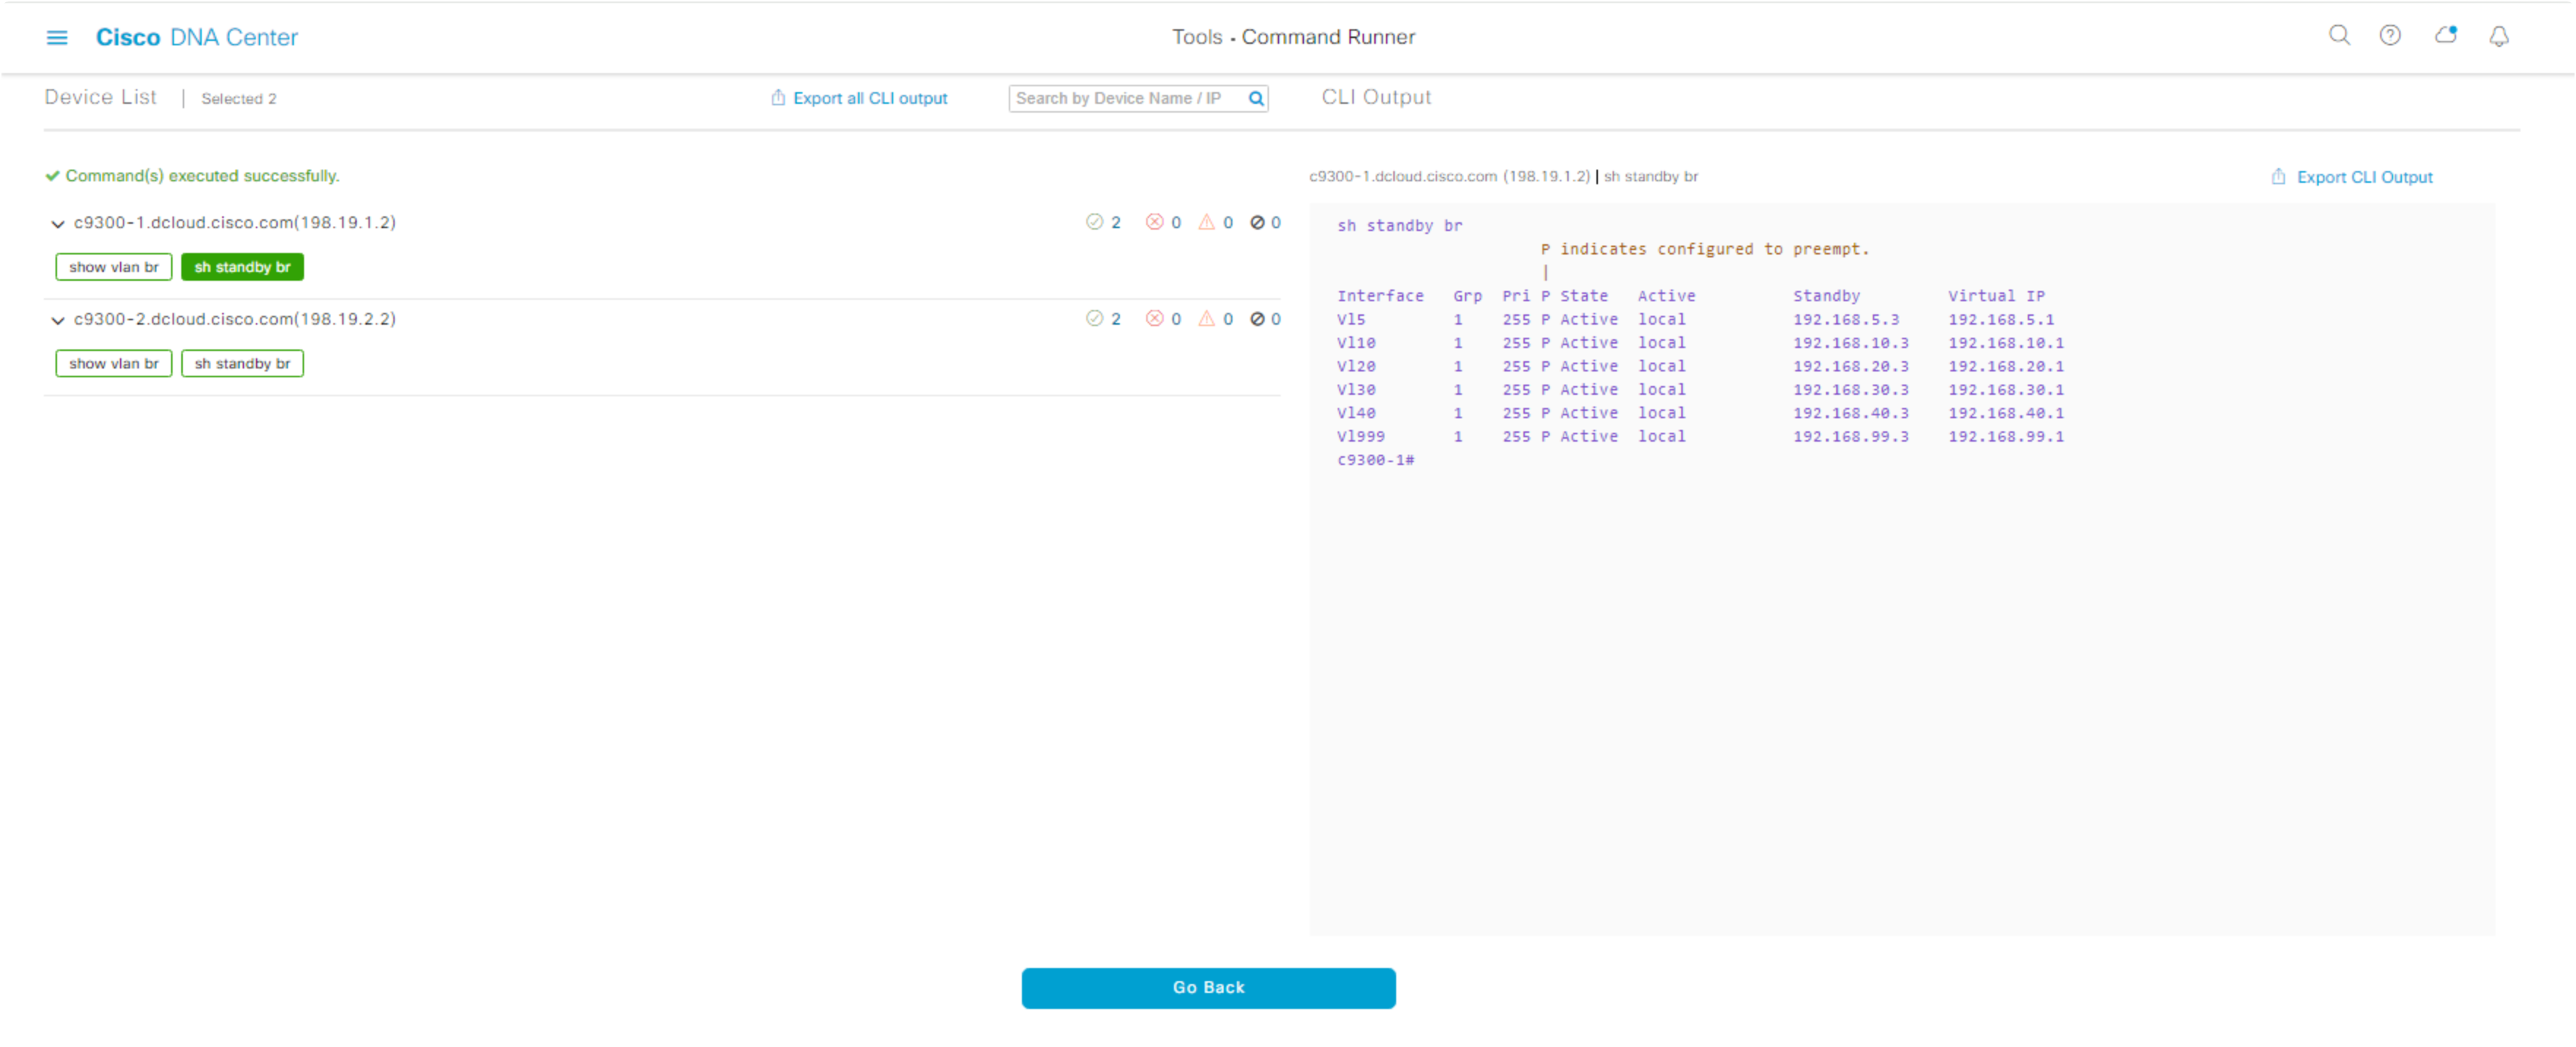 Cisco DNA Center
Tools - Command Runner
Device List | Selected 2
Export all CLI output
Search by Device Name / IP
CLI Output
Command(s) executed successfully.
c9300-1.dcloud.cisco.com(198.19.1.2)
2 0 0 0
show vlan br
sh standby br
c9300-2.dcloud.cisco.com(198.19.2.2)
2 0 0 0
show vlan br
sh standby br
c9300-1.dcloud.cisco.com (198.19.1.2) | sh standby br
Export CLI Output
sh standby br
P indicates configured to preempt.
|
Interface Grp Pri P State Active Standby Virtual IP
Vl5 1 255 P Active local 192.168.5.3 192.168.5.1
Vl10 1 255 P Active local 192.168.10.3 192.168.10.1
Vl20 1 255 P Active local 192.168.20.3 192.168.20.1
Vl30 1 255 P Active local 192.168.30.3 192.168.30.1
Vl40 1 255 P Active local 192.168.40.3 192.168.40.1
Vl999 1 255 P Active local 192.168.99.3 192.168.99.1
c9300-1#
Go Back